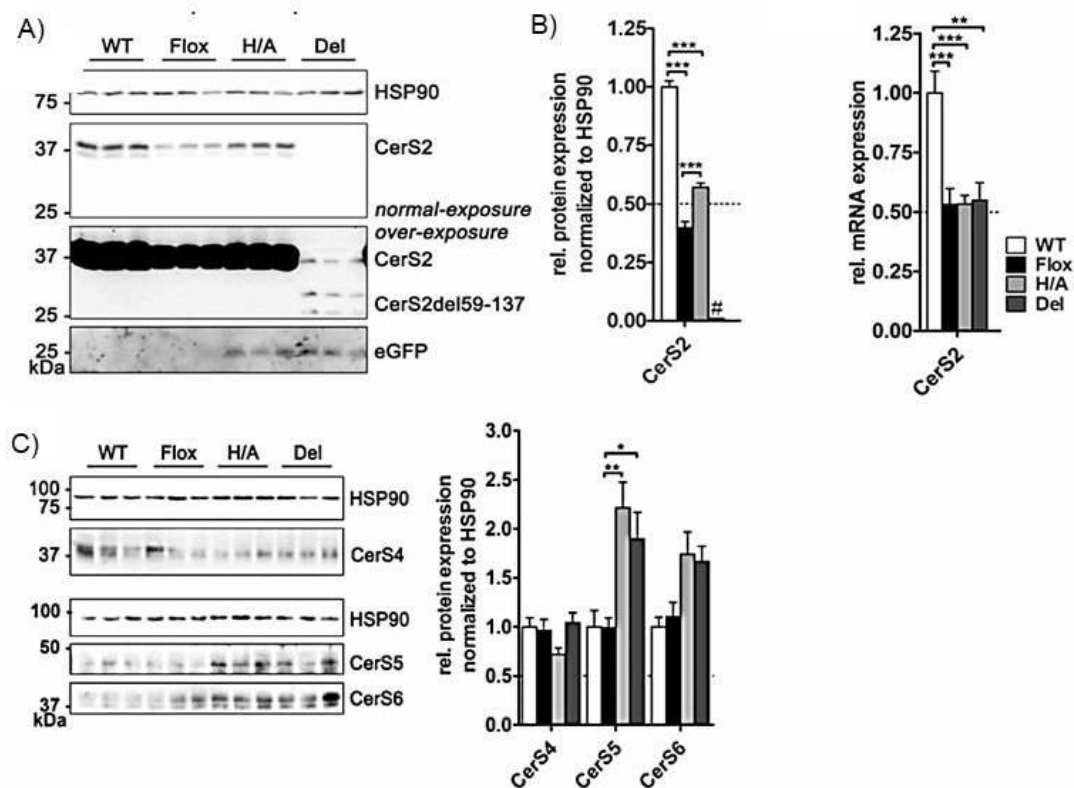 A)
WT Flox H/A Del
HSP90
75
37
CerS2
25
normal-exposure
over-exposure
37
CerS2
CerS2del59-137
25
25
eGFP
kDa
B)
rel. protein expression
normalized to HSP90
1.25
1.00
0.75
0.50
0.25
0.00
***
***
***
#
CerS2
rel. mRNA expression
1.25
1.00
0.75
0.50
0.25
0.00
**
***
***
CerS2
WT
Flox
H/A
Del
C)
WT Flox H/A Del
100
75
HSP90
37
CerS4
100
HSP90
50
CerS5
37
CerS6
kDa
rel. protein expression
normalized to HSP90
3.0
2.5
2.0
1.5
1.0
0.5
0.0
*
**
CerS4 CerS5 CerS6